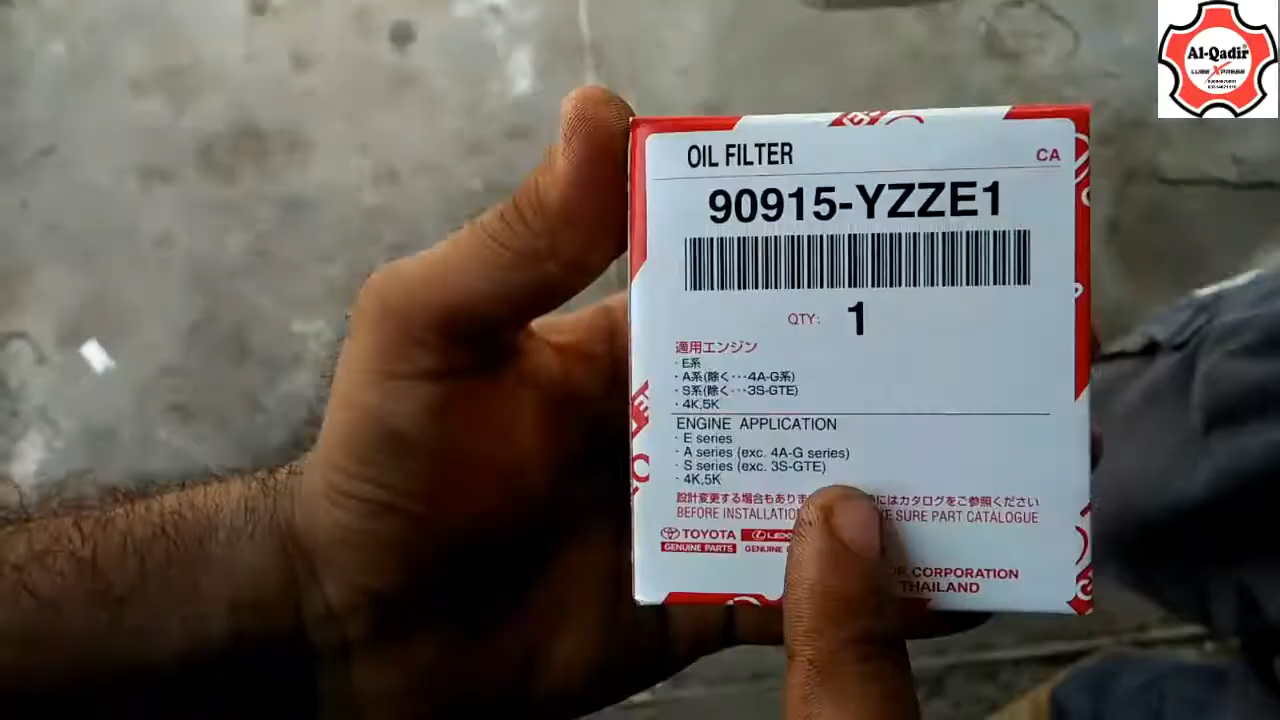 Al-Qadir
LUBE XPRESS
OIL FILTER
CA
90915-YZZE1
QTY: 1
適用エンジン
・E系
・A系(除く…4A-G系)
・S系(除く…3S-GTE)
・4K,5K
ENGINE APPLICATION
・E series
・A series (exc. 4A-G series)
・S series (exc. 3S-GTE)
・4K,5K
設計変更する場合もありま にはカタログをご参照ください
BEFORE INSTALLATION SURE PART CATALOGUE
TOYOTA
GENUINE PARTS GENUINE
CORPORATION
THAILAND